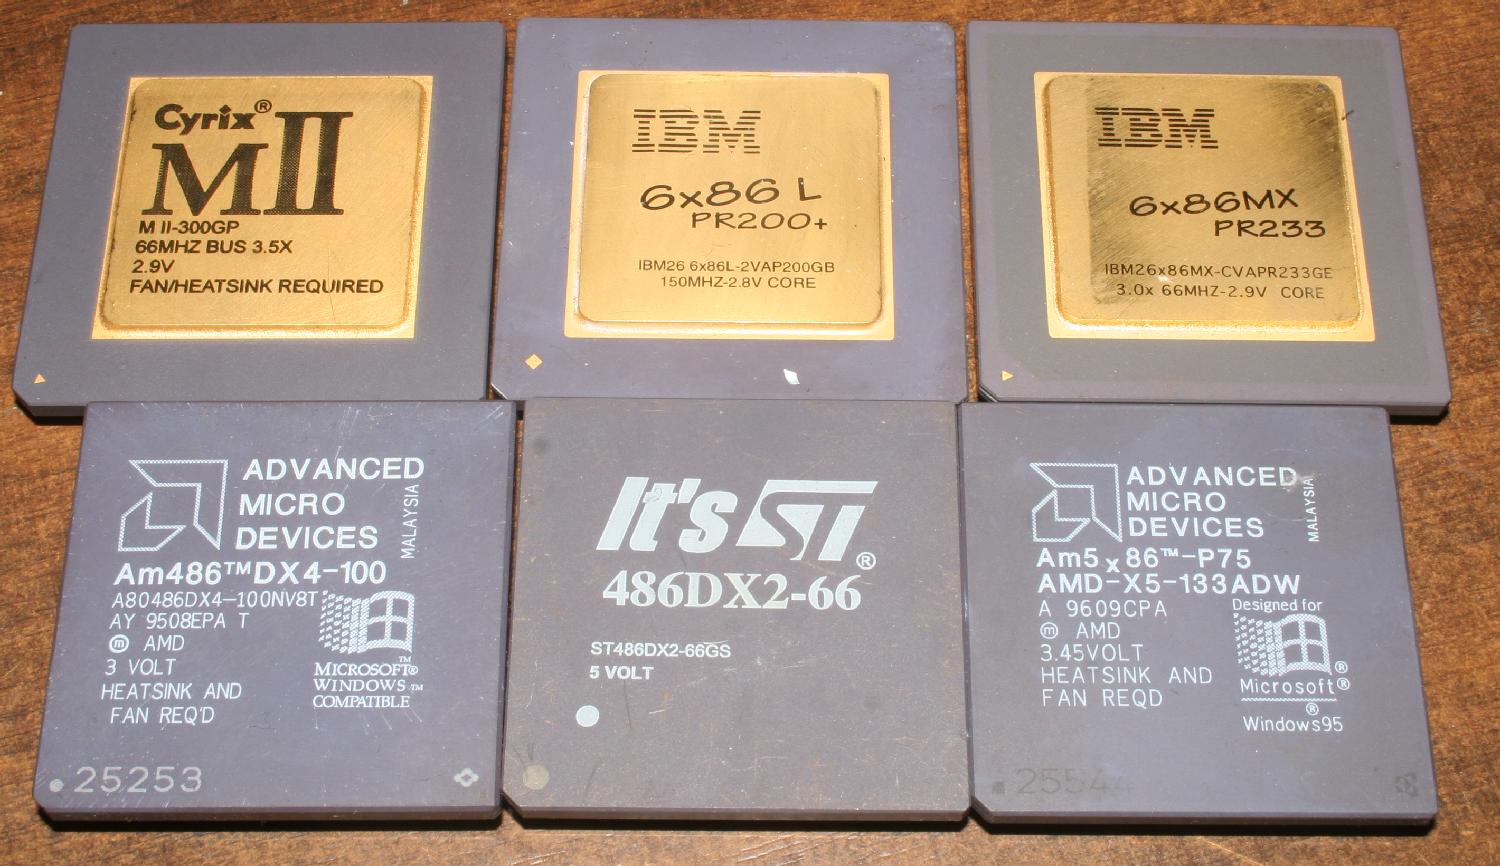 Cyrix®
MII
M II-300GP
66MHZ BUS 3.5X
2.9V
FAN/HEATSINK REQUIRED
IBM
6x86 L
PR200+
IBM26 6x86L-2VAP200GB
150MHZ-2.8V CORE
IBM
6x86MX
PR233
IBM26x86MX-CVAPR233GE
3.0x 66MHZ-2.9V CORE
ADVANCED
MICRO
DEVICES
MALAYSIA
Am486™DX4-100
A80486DX4-100NV8T
AY 9508EPA T
ⓜ AMD
3 VOLT
HEATSINK AND
FAN REQ'D
MICROSOFT®
WINDOWS™
COMPATIBLE
25253
It's ST®
486DX2-66
ST486DX2-66GS
5 VOLT
ADVANCED
MICRO
DEVICES
MALAYSIA
Am5x86™-P75
AMD-X5-133ADW
A 9609CPA
ⓜ AMD
3.45VOLT
HEATSINK AND
FAN REQD
Designed for
Microsoft®
Windows®95